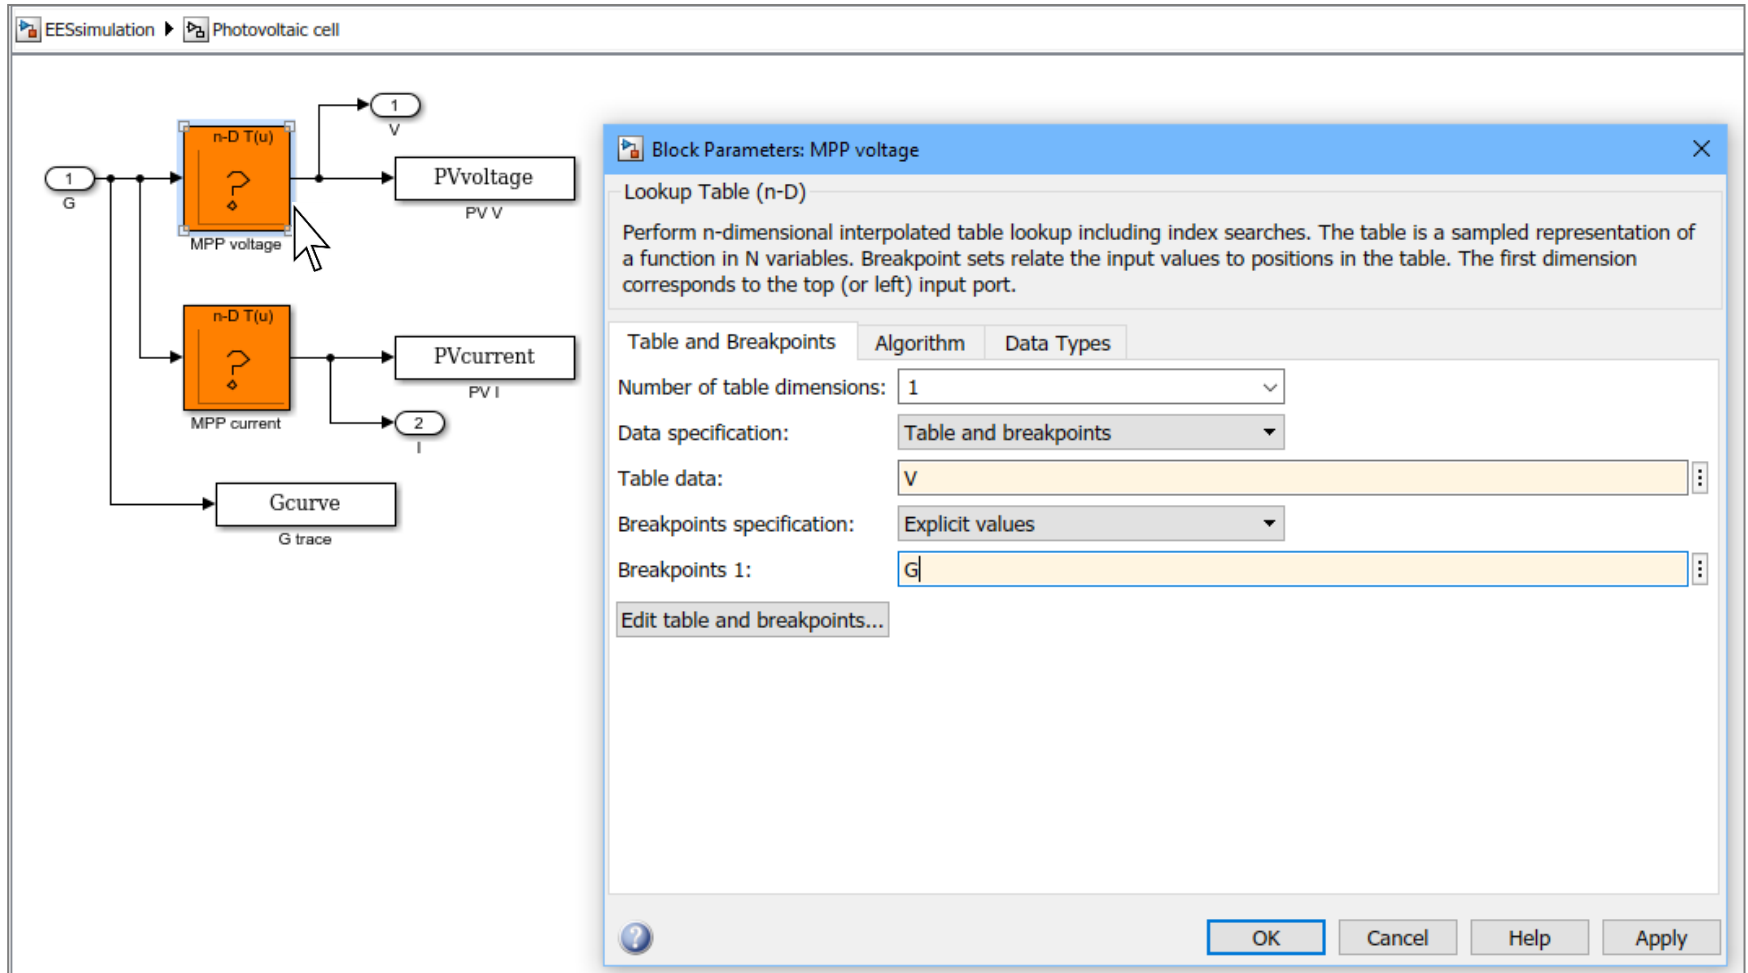 EESsimulation Photovoltaic cell
n-D T(u)
MPP voltage
1
G
1
V
PVvoltage
PV V
n-D T(u)
MPP current
PVcurrent
PV I
2
I
Gcurve
G trace
Block Parameters: MPP voltage
Lookup Table (n-D)
Perform n-dimensional interpolated table lookup including index searches. The table is a sampled representation of
a function in N variables. Breakpoint sets relate the input values to positions in the table. The first dimension
corresponds to the top (or left) input port.
Table and Breakpoints Algorithm Data Types
Number of table dimensions: 1
Data specification: Table and breakpoints
Table data: V
Breakpoints specification: Explicit values
Breakpoints 1: G
Edit table and breakpoints...
OK Cancel Help Apply